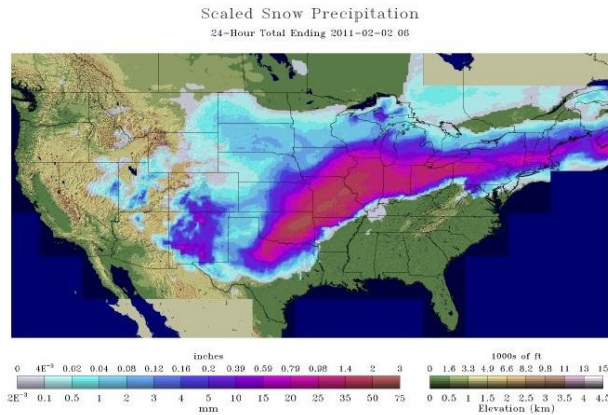 Scaled Snow Precipitation
24-Hour Total Ending 2011-02-02 06
inches
0 4E⁻³ 0.02 0.04 0.08 0.12 0.16 0.2 0.39 0.59 0.79 0.98 1.4 2 3
2E⁻³ 0.1 0.5 1 2 3 4 5 10 15 20 25 35 50 75
mm
1000s of ft
0 1.6 3.3 4.9 6.6 8.2 9.8 11 13 15
0 0.5 1 1.5 2 2.5 3 3.5 4 4.5
Elevation (km)